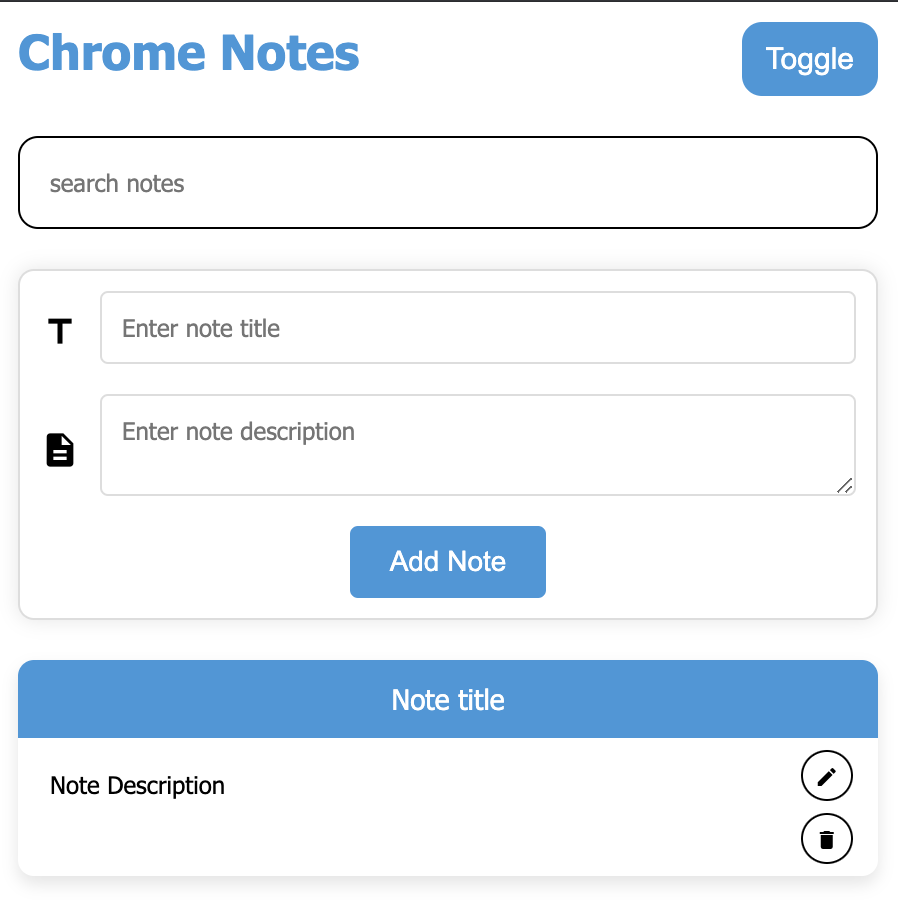 Chrome Notes
Toggle
search notes
Enter note title
Enter note description
Add Note
Note title
Note Description